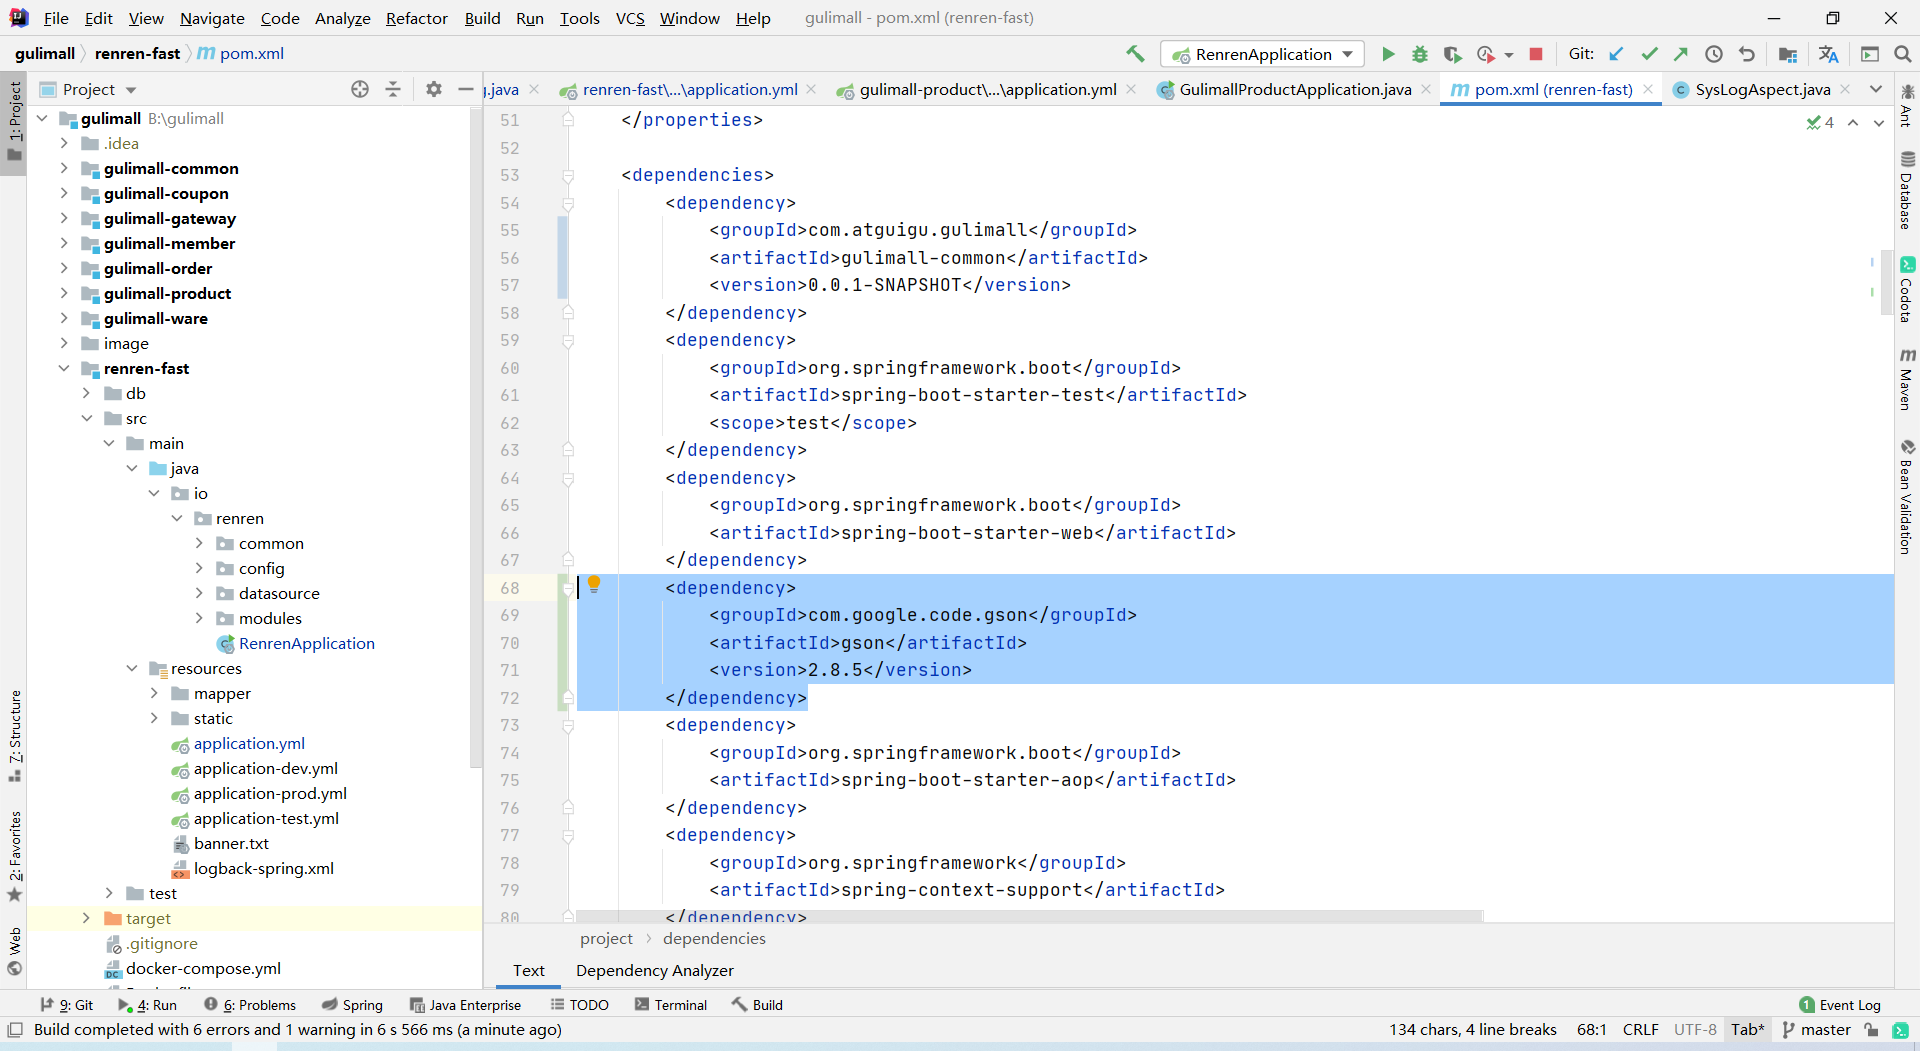 File Edit View Navigate Code Analyze Refactor Build Run Tools VCS Window Help gulimall - pom.xml (renren-fast)
gulimall renren-fast m pom.xml RenrenApplication Git:
1: Project
7: Structure
2: Favorites
Web
Project
gulimall B:\gulimall
.idea
gulimall-common
gulimall-coupon
gulimall-gateway
gulimall-member
gulimall-order
gulimall-product
gulimall-ware
image
renren-fast
db
src
main
java
io
renren
common
config
datasource
modules
RenrenApplication
resources
mapper
static
application.yml
application-dev.yml
application-prod.yml
application-test.yml
banner.txt
logback-spring.xml
test
target
.gitignore
docker-compose.yml
g.java renren-fast\...\application.yml gulimall-product\...\application.yml GulimallProductApplication.java m pom.xml (renren-fast) SysLogAspect.java
4
51 </properties>
52
53 <dependencies>
54 <dependency>
55 <groupId>com.atguigu.gulimall</groupId>
56 <artifactId>gulimall-common</artifactId>
57 <version>0.0.1-SNAPSHOT</version>
58 </dependency>
59 <dependency>
60 <groupId>org.springframework.boot</groupId>
61 <artifactId>spring-boot-starter-test</artifactId>
62 <scope>test</scope>
63 </dependency>
64 <dependency>
65 <groupId>org.springframework.boot</groupId>
66 <artifactId>spring-boot-starter-web</artifactId>
67 </dependency>
68 <dependency>
69 <groupId>com.google.code.gson</groupId>
70 <artifactId>gson</artifactId>
71 <version>2.8.5</version>
72 </dependency>
73 <dependency>
74 <groupId>org.springframework.boot</groupId>
75 <artifactId>spring-boot-starter-aop</artifactId>
76 </dependency>
77 <dependency>
78 <groupId>org.springframework</groupId>
79 <artifactId>spring-context-support</artifactId>
80 </dependency>
project dependencies
Text Dependency Analyzer
Ant
Database
Codota
m Maven
Bean Validation
9: Git 4: Run 6: Problems Spring Java Enterprise TODO Terminal Build 1 Event Log
Build completed with 6 errors and 1 warning in 6 s 566 ms (a minute ago) 134 chars, 4 line breaks 68:1 CRLF UTF-8 Tab* master